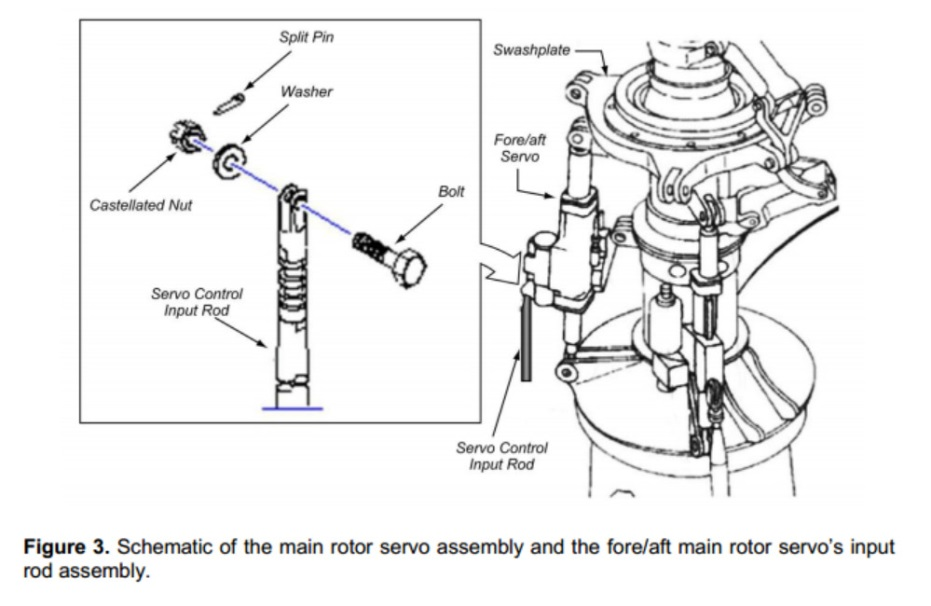 Split Pin
Washer
Castellated Nut
Bolt
Servo Control
Input Rod
Swashplate
Fore/aft
Servo
Servo Control
Input Rod
Figure 3. Schematic of the main rotor servo assembly and the fore/aft main rotor servo's input
rod assembly.